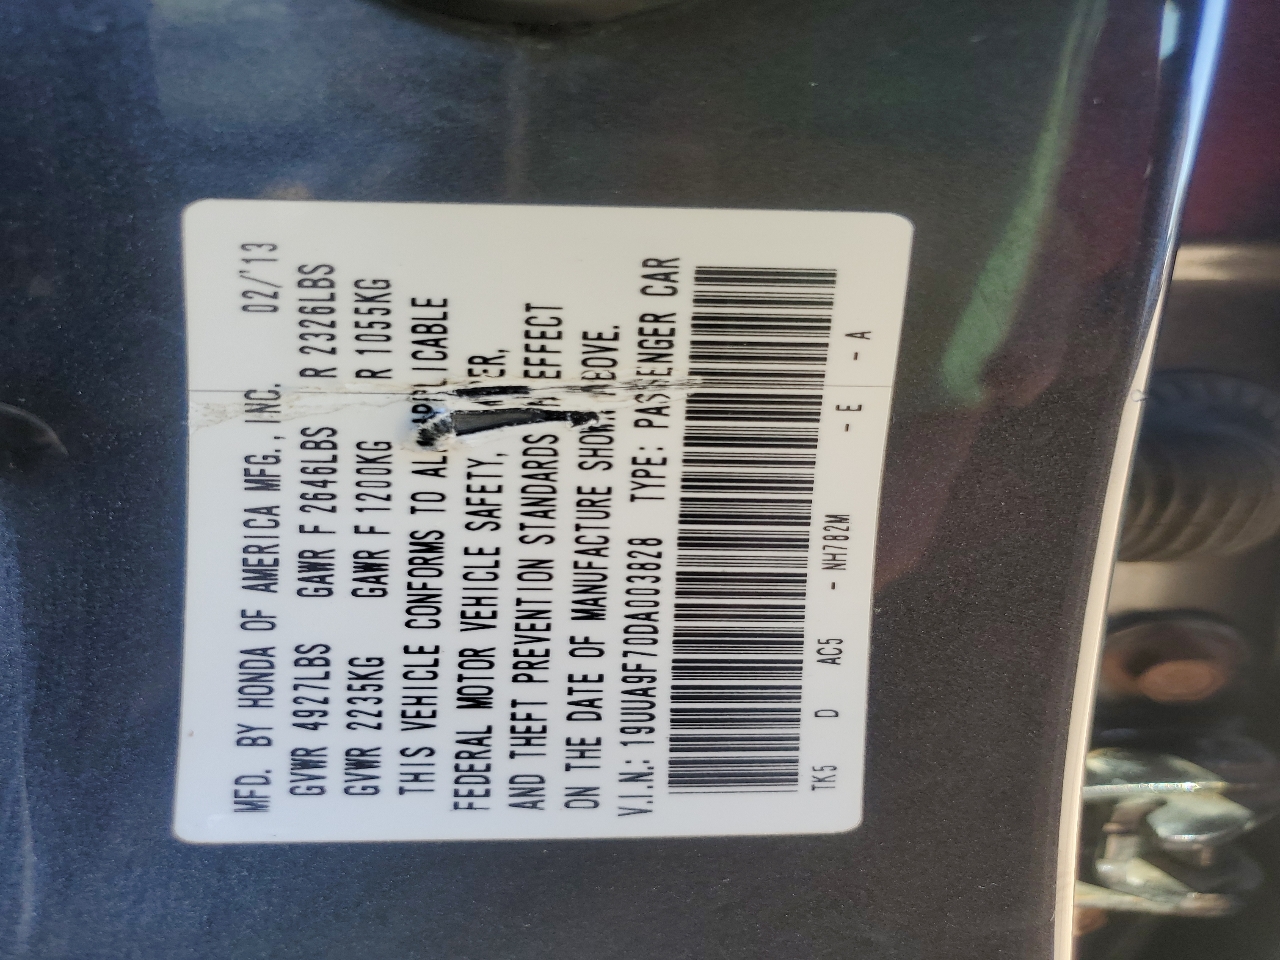 MFD. BY HONDA OF AMERICA MFG., INC. 02/'13
GVWR 4927LBS GAWR F 2646LBS R 2326LBS
GVWR 2235KG GAWR F 1200KG R 1055KG
THIS VEHICLE CONFORMS TO ALL APPLICABLE
FEDERAL MOTOR VEHICLE SAFETY,
AND THEFT PREVENTION STANDARDS IN EFFECT
ON THE DATE OF MANUFACTURE SHOWN ABOVE.
V.I.N.: 19UUA9F70DA003828 TYPE: PASSENGER CAR
TK5 D AC5 - NH782M - E - A